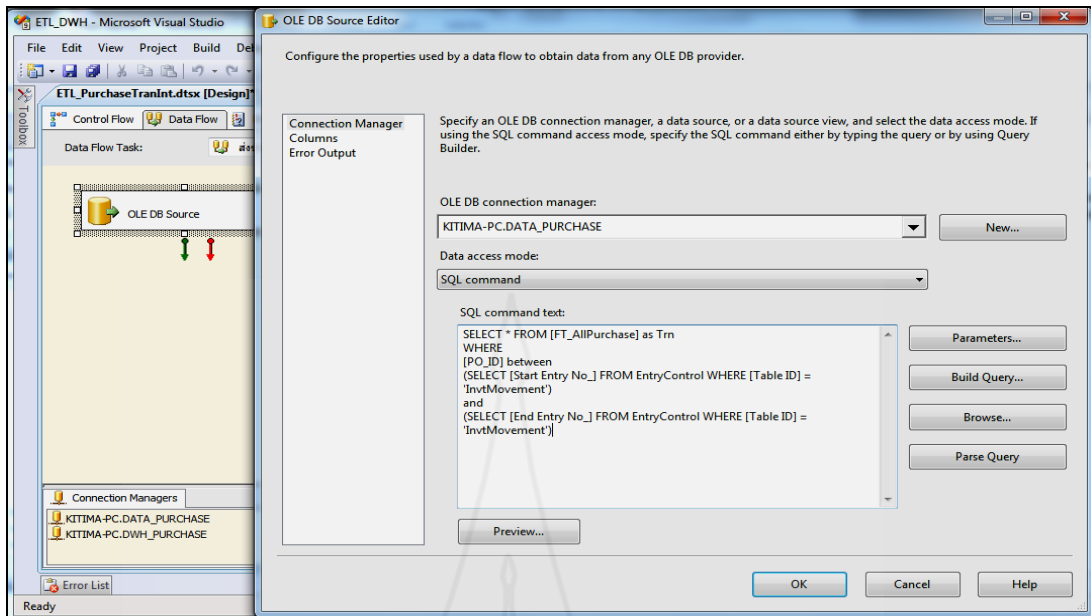 ETL_DWH - Microsoft Visual Studio
File Edit View Project Build
Toolbox
ETL_PurchaseTranInt.dtsx [Design]*
Control Flow Data Flow
Data Flow Task:
OLE DB Source
Connection Managers
KITIMA-PC.DATA_PURCHASE
KITIMA-PC.DWH_PURCHASE
Error List
Ready
OLE DB Source Editor
Configure the properties used by a data flow to obtain data from any OLE DB provider.
Connection Manager
Columns
Error Output
Specify an OLE DB connection manager, a data source, or a data source view, and select the data access mode. If
using the SQL command access mode, specify the SQL command either by typing the query or by using Query
Builder.
OLE DB connection manager:
KITIMA-PC.DATA_PURCHASE
New...
Data access mode:
SQL command
SQL command text:
SELECT * FROM [FT_AllPurchase] as Trn
WHERE
[PO_ID] between
(SELECT [Start Entry No_] FROM EntryControl WHERE [Table ID] =
'InvtMovement')
and
(SELECT [End Entry No_] FROM EntryControl WHERE [Table ID] =
'InvtMovement')
Parameters...
Build Query...
Browse...
Parse Query
Preview...
OK
Cancel
Help